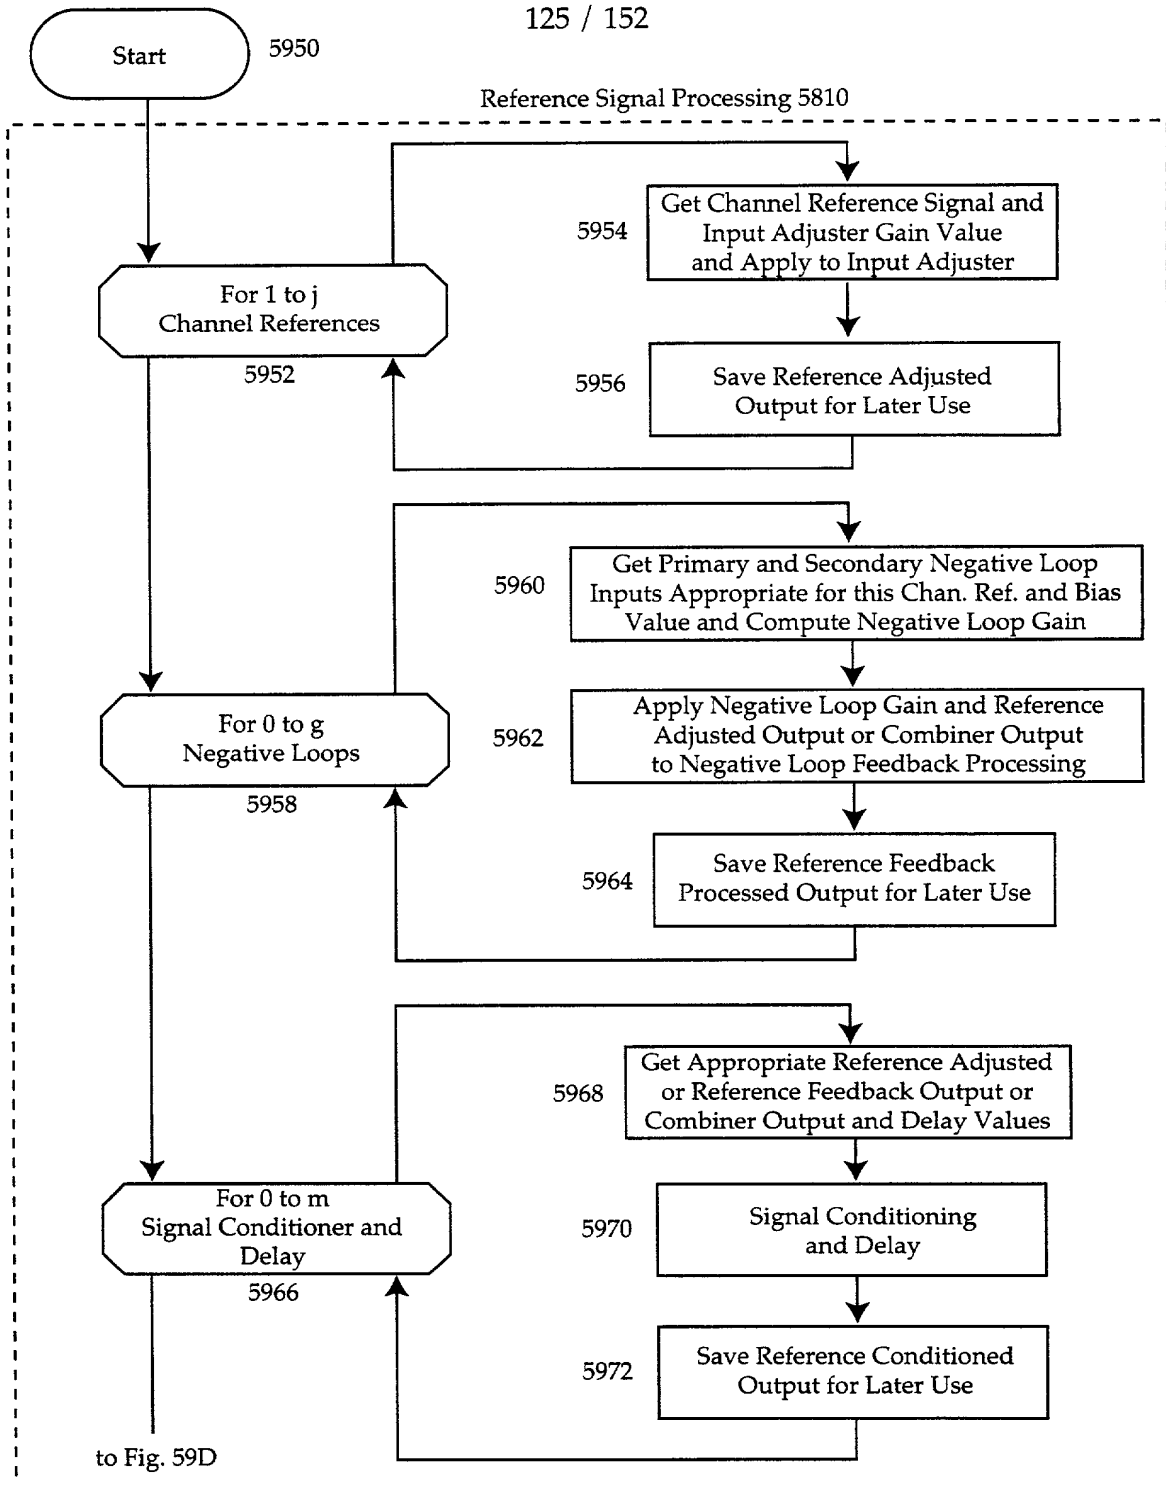 125 / 152
Start
5950
Reference Signal Processing 5810
5954
Get Channel Reference Signal and
Input Adjuster Gain Value
and Apply to Input Adjuster
For 1 to j
Channel References
5952
5956
Save Reference Adjusted
Output for Later Use
5960
Get Primary and Secondary Negative Loop
Inputs Appropriate for this Chan. Ref. and Bias
Value and Compute Negative Loop Gain
For 0 to g
Negative Loops
5958
5962
Apply Negative Loop Gain and Reference
Adjusted Output or Combiner Output
to Negative Loop Feedback Processing
5964
Save Reference Feedback
Processed Output for Later Use
5968
Get Appropriate Reference Adjusted
or Reference Feedback Output or
Combiner Output and Delay Values
For 0 to m
Signal Conditioner and
Delay
5966
5970
Signal Conditioning
and Delay
5972
Save Reference Conditioned
Output for Later Use
to Fig. 59D